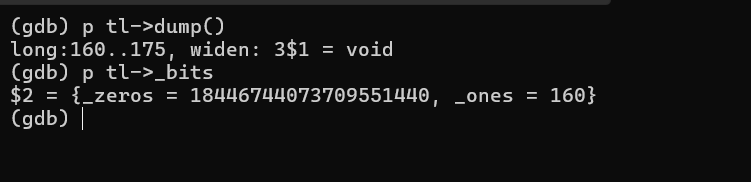 (gdb) p tl->dump()
long:160..175, widen: 3$1 = void
(gdb) p tl->_bits
$2 = {_zeros = 18446744073709551440, _ones = 160}
(gdb)